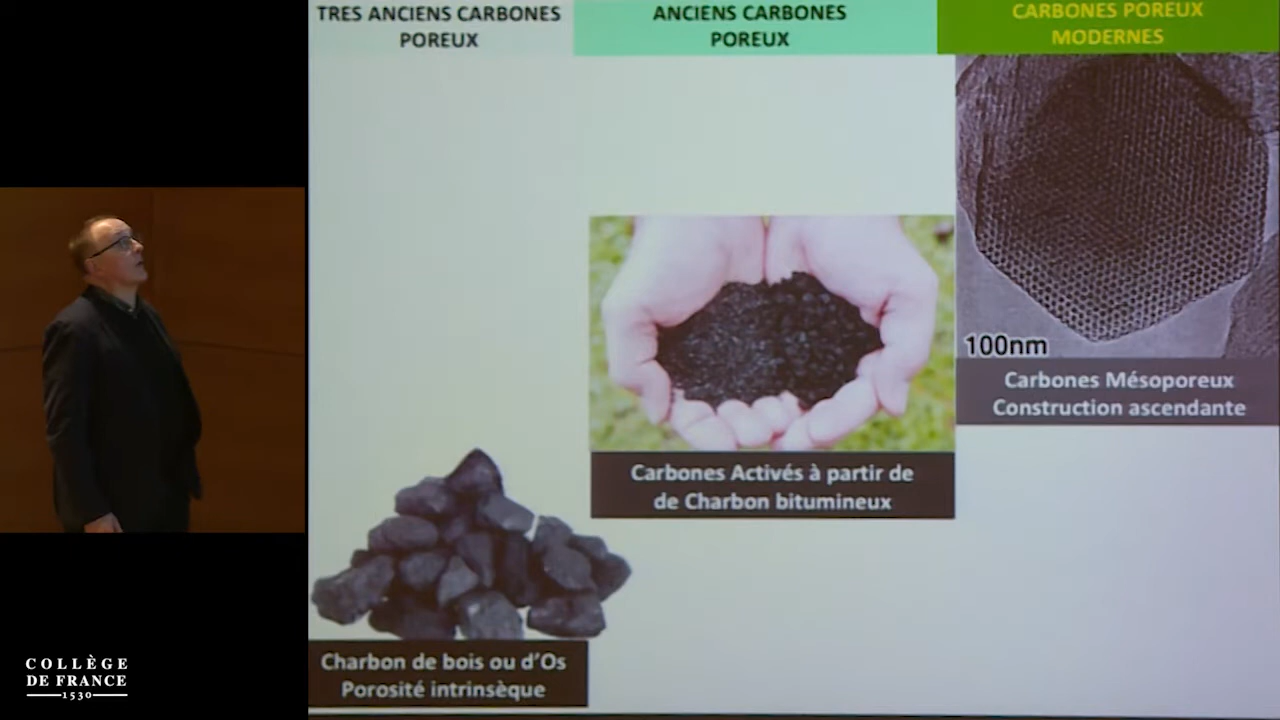 TRES ANCIENS CARBONES
POREUX
ANCIENS CARBONES
POREUX
CARBONES POREUX
MODERNES
100nm
Carbones Mésoporeux
Construction ascendante
Carbones Activés à partir de
de Charbon bitumineux
Charbon de bois ou d'Os
Porosité intrinsèque
COLLÈGE
DE FRANCE
1530